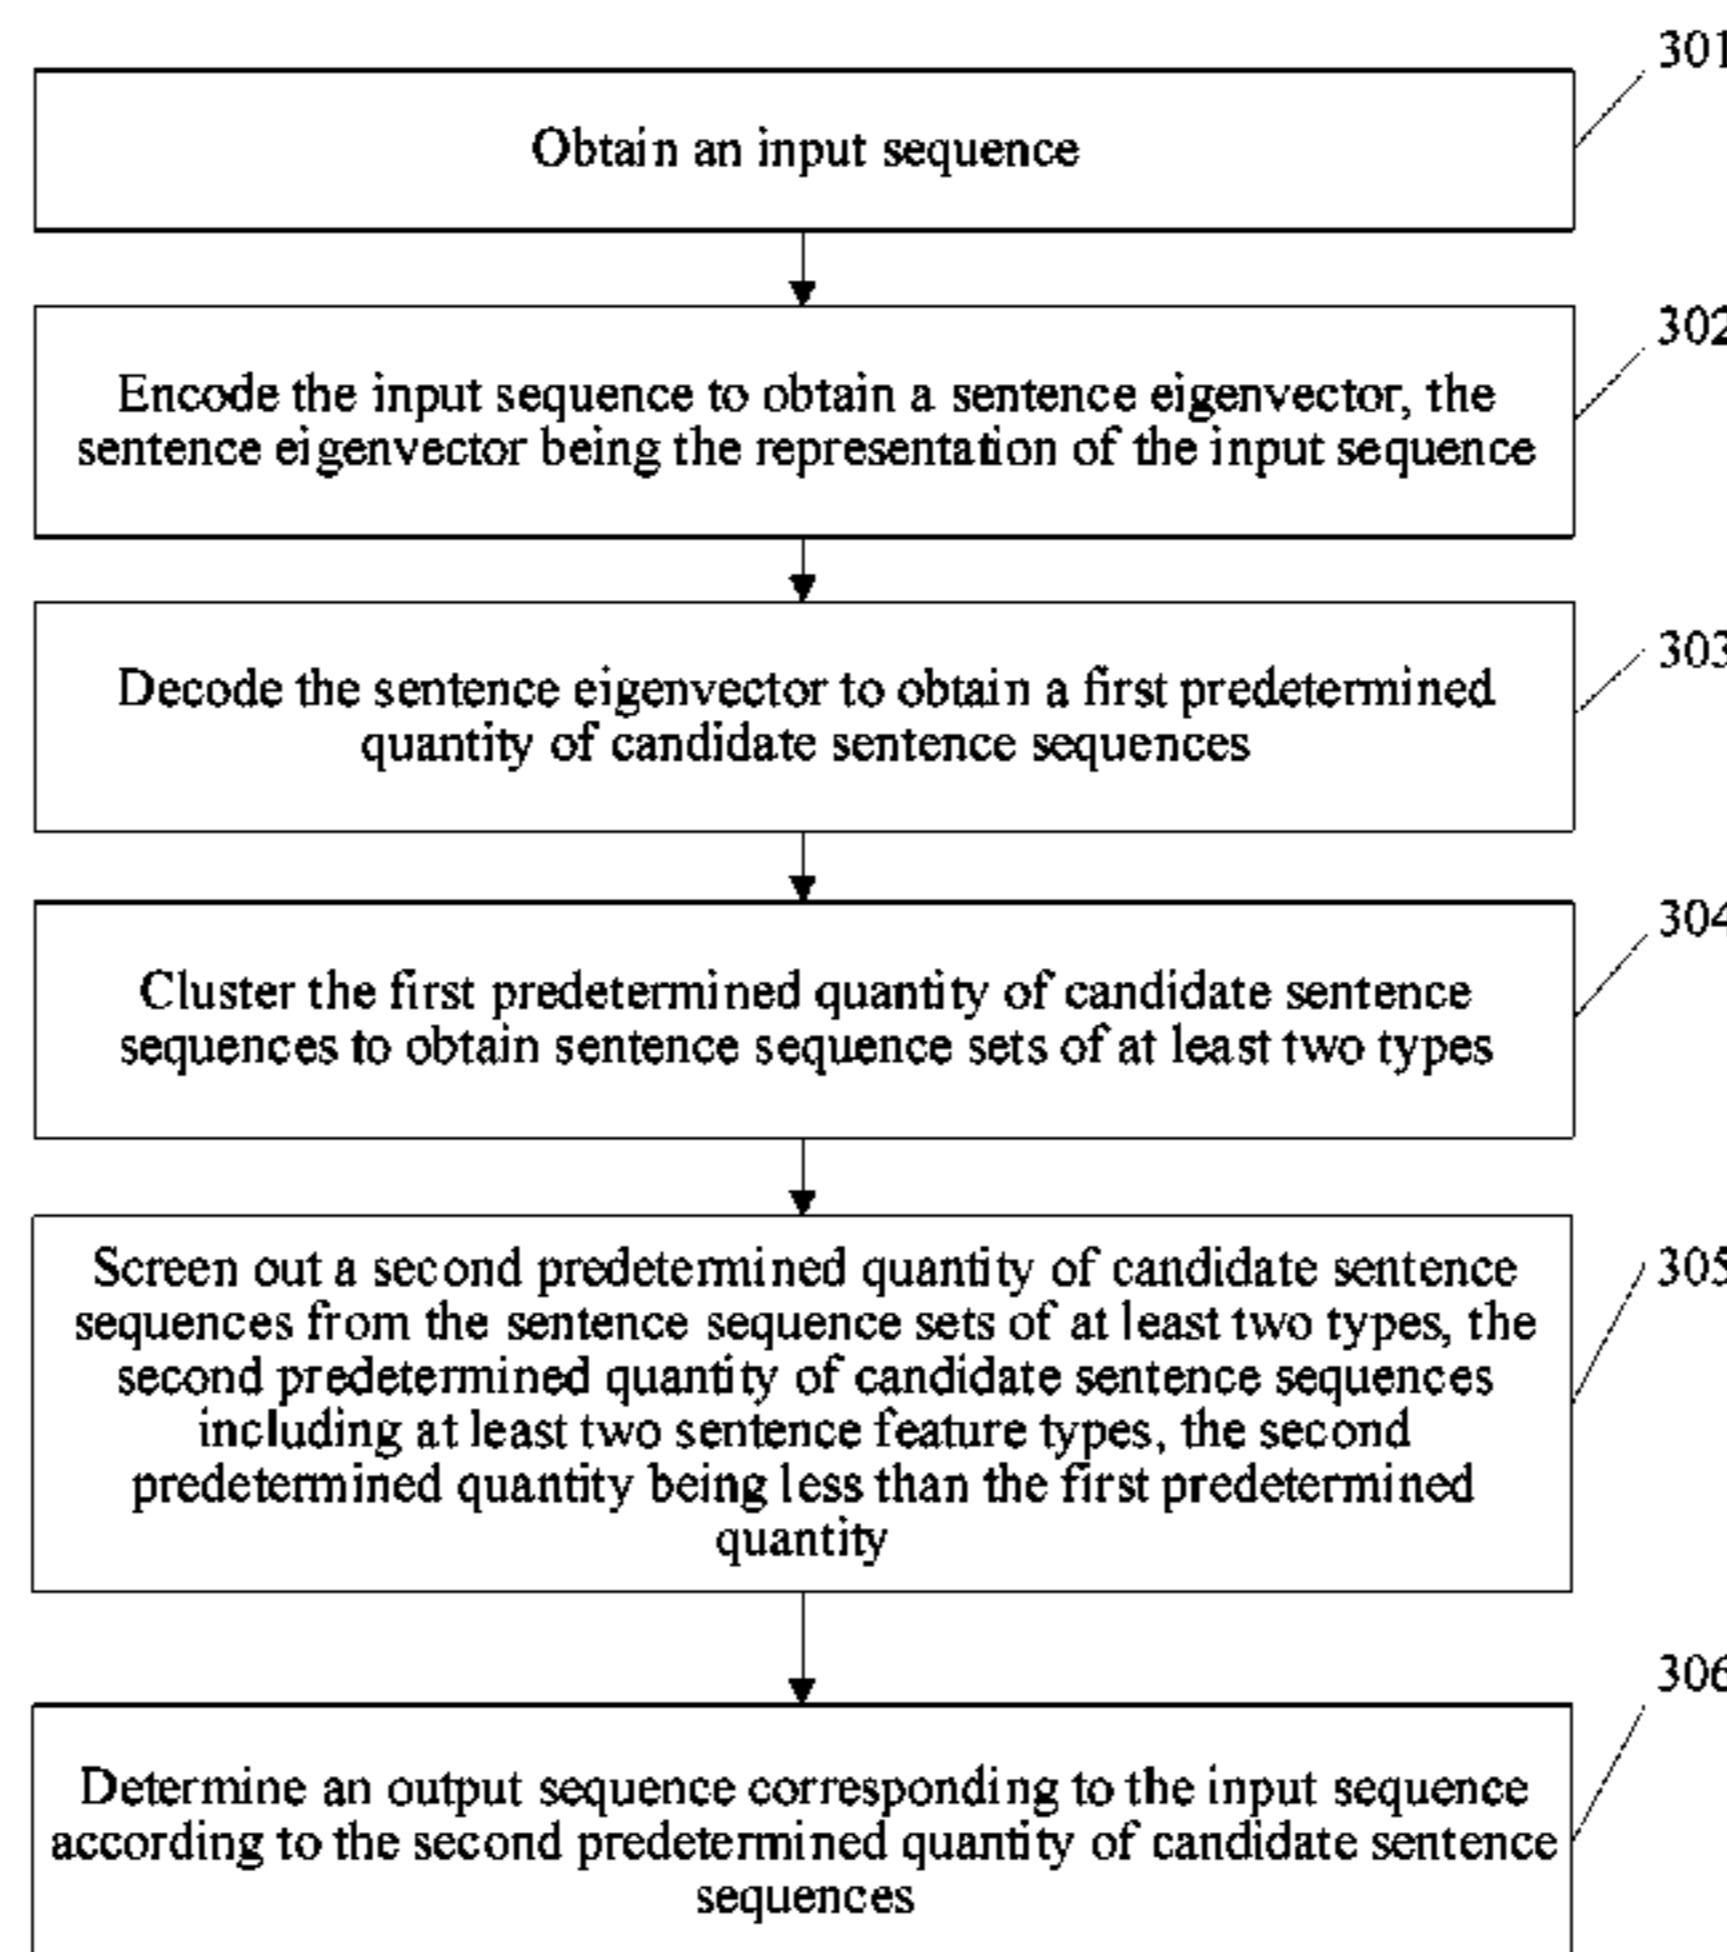 301
Obtain an input sequence
302
Encode the input sequence to obtain a sentence eigenvector, the
sentence eigenvector being the representation of the input sequence
303
Decode the sentence eigenvector to obtain a first predetermined
quantity of candidate sentence sequences
304
Cluster the first predetermined quantity of candidate sentence
sequences to obtain sentence sequence sets of at least two types
305
Screen out a second predetermined quantity of candidate sentence
sequences from the sentence sequence sets of at least two types, the
second predetermined quantity of candidate sentence sequences
including at least two sentence feature types, the second
predetermined quantity being less than the first predetermined
quantity
306
Determine an output sequence corresponding to the input sequence
according to the second predetermined quantity of candidate sentence
sequences